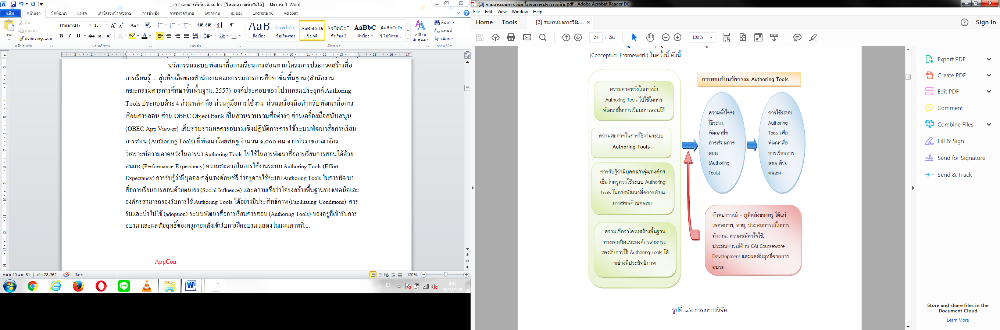 _ch2-เอกสารที่เกี่ยวข้อง.doc [โหมดความเข้ากันได้] - Microsoft Word
แฟ้ม หน้าแรก นักพัฒนา แทรก เค้าโครงหน้ากระดาษ การอ้างอิง การส่งจดหมาย ตรวจทาน มุมมอง EndNote X6 Acrobat
ตัด
คัดลอก
ตัวคัดวางรูปแบบ
วาง
คลิปบอร์ด
THNiramitIT? 15
แบบอักษร
ย่อหน้า
AaB AaBbCc. AaBbCcDc AaBbCcD AaBbC AaBbCcDc
ชื่อเรื่อง ชื่อเรื่องรอง ¶ ปกติ หัวเรื่อง 3 หัวเรื่อง 4 ¶ ไม่มีการเ...
เปลี่ยน
ลักษณะ
ลักษณะ
ค้นหา
แทนที่
เลือก
การแก้ไข
นวัตกรรมระบบพัฒนาสื่อการเรียนการสอนตามโครงการประกวดสร้างสื่อ
การเรียนรู้ ... สู่แท็บเล็ตของสำนักงานคณะกรรมการการศึกษาขั้นพื้นฐาน (สำนักงาน
คณะกรรมการการศึกษาขั้นพื้นฐาน. 2557) องค์ประกอบของโปรแกรมประยุกต์ Authoring
Tools ประกอบด้วย 4 ส่วนหลัก คือ ส่วนคู่มือการใช้งาน ส่วนเครื่องมือสำหรับพัฒนาสื่อการ
เรียนการสอน ส่วน OBEC Object Bank เป็นส่วนรวบรวมสื่อต่างๆ ส่วนเครื่องมือสนับสนุน
(OBEC App Viewer) เก็บรวบรวมผลการอบรมเชิงปฏิบัติการการใช้ระบบพัฒนาสื่อการเรียน
การสอน (Authoring Tools) ที่พัฒนาโดยสพฐ จำนวน ๑,๐๐๐ คน จากทั่วราชอาณาจักร
วิเคราะห์ความคาดหวังในการนำ Authoring Tools ไปใช้ในการพัฒนาสื่อการเรียนการสอนได้ด้วย
ตนเอง (Performance Expectancy) ความสะดวกในการใช้งานระบบ Authoring Tools (Effort
Expectancy) การรับรู้ว่ามีบุคคล/กลุ่ม/องค์กรเช่อื ว่าครูควรใช้ระบบ Authoring Tools ในการพัฒนา
สื่อการเรียนการสอนด้วยตนเอง (Social Influence) และความเชื่อว่าโครงสร้างพื้นฐานทางเทคนิคและ
องค์กรสามารถรองรับการใช้ Authoring Tools ได้อย่างมีประสิทธิภาพ (Facilitating Conditions) การ
รับและนำไปใช้ (adoption) ระบบพัฒนาสื่อการเรียนการสอน (Authoring Tools) ของครูที่เข้ารับการ
อบรม และผลสัมฤทธิ์ของครูภายหลังเข้ารับการฝึกอบรม แสดงในแผนภาพที่....
AppCon
หน้า: 10 จาก 81 คำ: 28,762 ไทย 120%
EN 8:45
20/7/2559
[3] รายงานผลการวิจัย โครงการประกวดสื่อ.pdf - Adobe Acrobat Reader DC
File Edit View Window Help
Home Tools [3] รายงานผลการวิจัย... Sign In
24 / 291 100%
(Conceptual Framework) ในครั้งนี้ ดังนี้
ความคาดหวังในการนำ
Authoring Tools ไปใช้ในการ
พัฒนาสื่อการเรียนการสอนได้
ความสะดวกในการใช้งานระบบ
Authoring Tools
การรับรู้ว่ามีบุคคล/กลุ่ม/องค์กร
เชื่อว่าครูควรใช้ระบบ Authoring
Tools ในการพัฒนาสื่อการเรียน
การสอนด้วยตนเอง
ความเชื่อว่าโครงสร้างพื้นฐาน
ทางเทคนิคและองค์กรสามารถ
รองรับการใช้ Authoring Tools ได้
อย่างมีประสิทธิภาพ
การยอมรับนวัตกรรม Authoring Tools
ความตั้งใจจะ
ใช้ระบบ
พัฒนาสื่อ
การเรียนการ
สอน
(Authoring
Tools)
การใช้ระบบ
Authoring
Tools เพื่อ
พัฒนาสื่อ
การเรียนการ
สอน ด้วย
ตนเอง
ตัวพยากรณ์ = ภูมิหลังของครู ได้แก่
เพศสภาพ, อายุ, ประสบการณ์ในการ
ทำงาน, ความสมัครใจใช้,
ประสบการณ์ด้าน CAI Courseware
Development และผลสัมฤทธิ์จากการ
อบรม
รูปที่ ๑.๒ กรอบการวิจัย
Export PDF
Create PDF
Edit PDF
Comment
Combine Files
Fill & Sign
Send for Signature
Send & Track
Store and share files in the
Document Cloud
Learn More